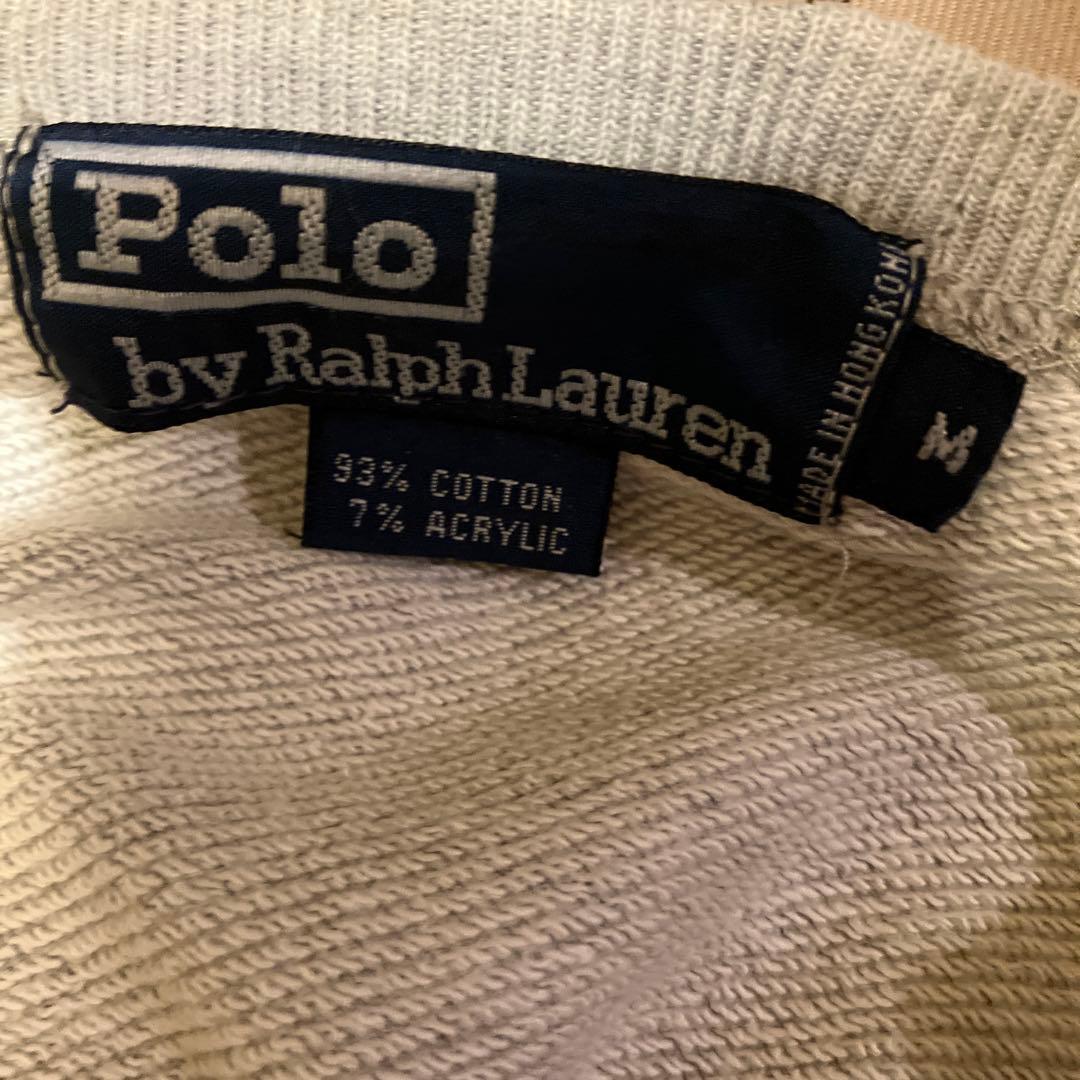 Polo
by Ralph Lauren
MADE IN HONG KONG
M
93% COTTON
7% ACRYLIC